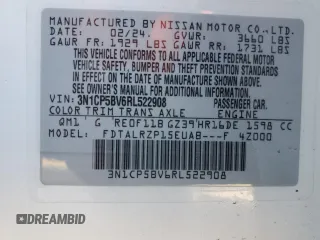 MFD BY NISSAN MOTOR CO.,LTD.
DATE: 02/24. GVWR: 3660 LBS
GAWR FR: 1929 LBS GAWR RR: 1731 LBS
THIS VEHICLE CONFORMS TO ALL
APPLICABLE FEDERAL MOTOR VEHICLE
SAFETY, BUMPER, AND THEFT PREVENTION
STANDARDS IN EFFECT ON THE DATE OF
MANUFACTURE SHOWN ABOVE.
SEE OWNER'S MANUAL FOR
ADDITIONAL INFORMATION. PASSENGER CAR
VIN: 3N1CP5BV6RL522908
COLOR TRIM TRANS AXLE ENGINE
QM1 G RE0F11B GZ39 HR16DE 1598 CC
MODEL FDTALRZP15EUAB---F 4Z000
3N1CP5BV6RL522908
DREAMBID